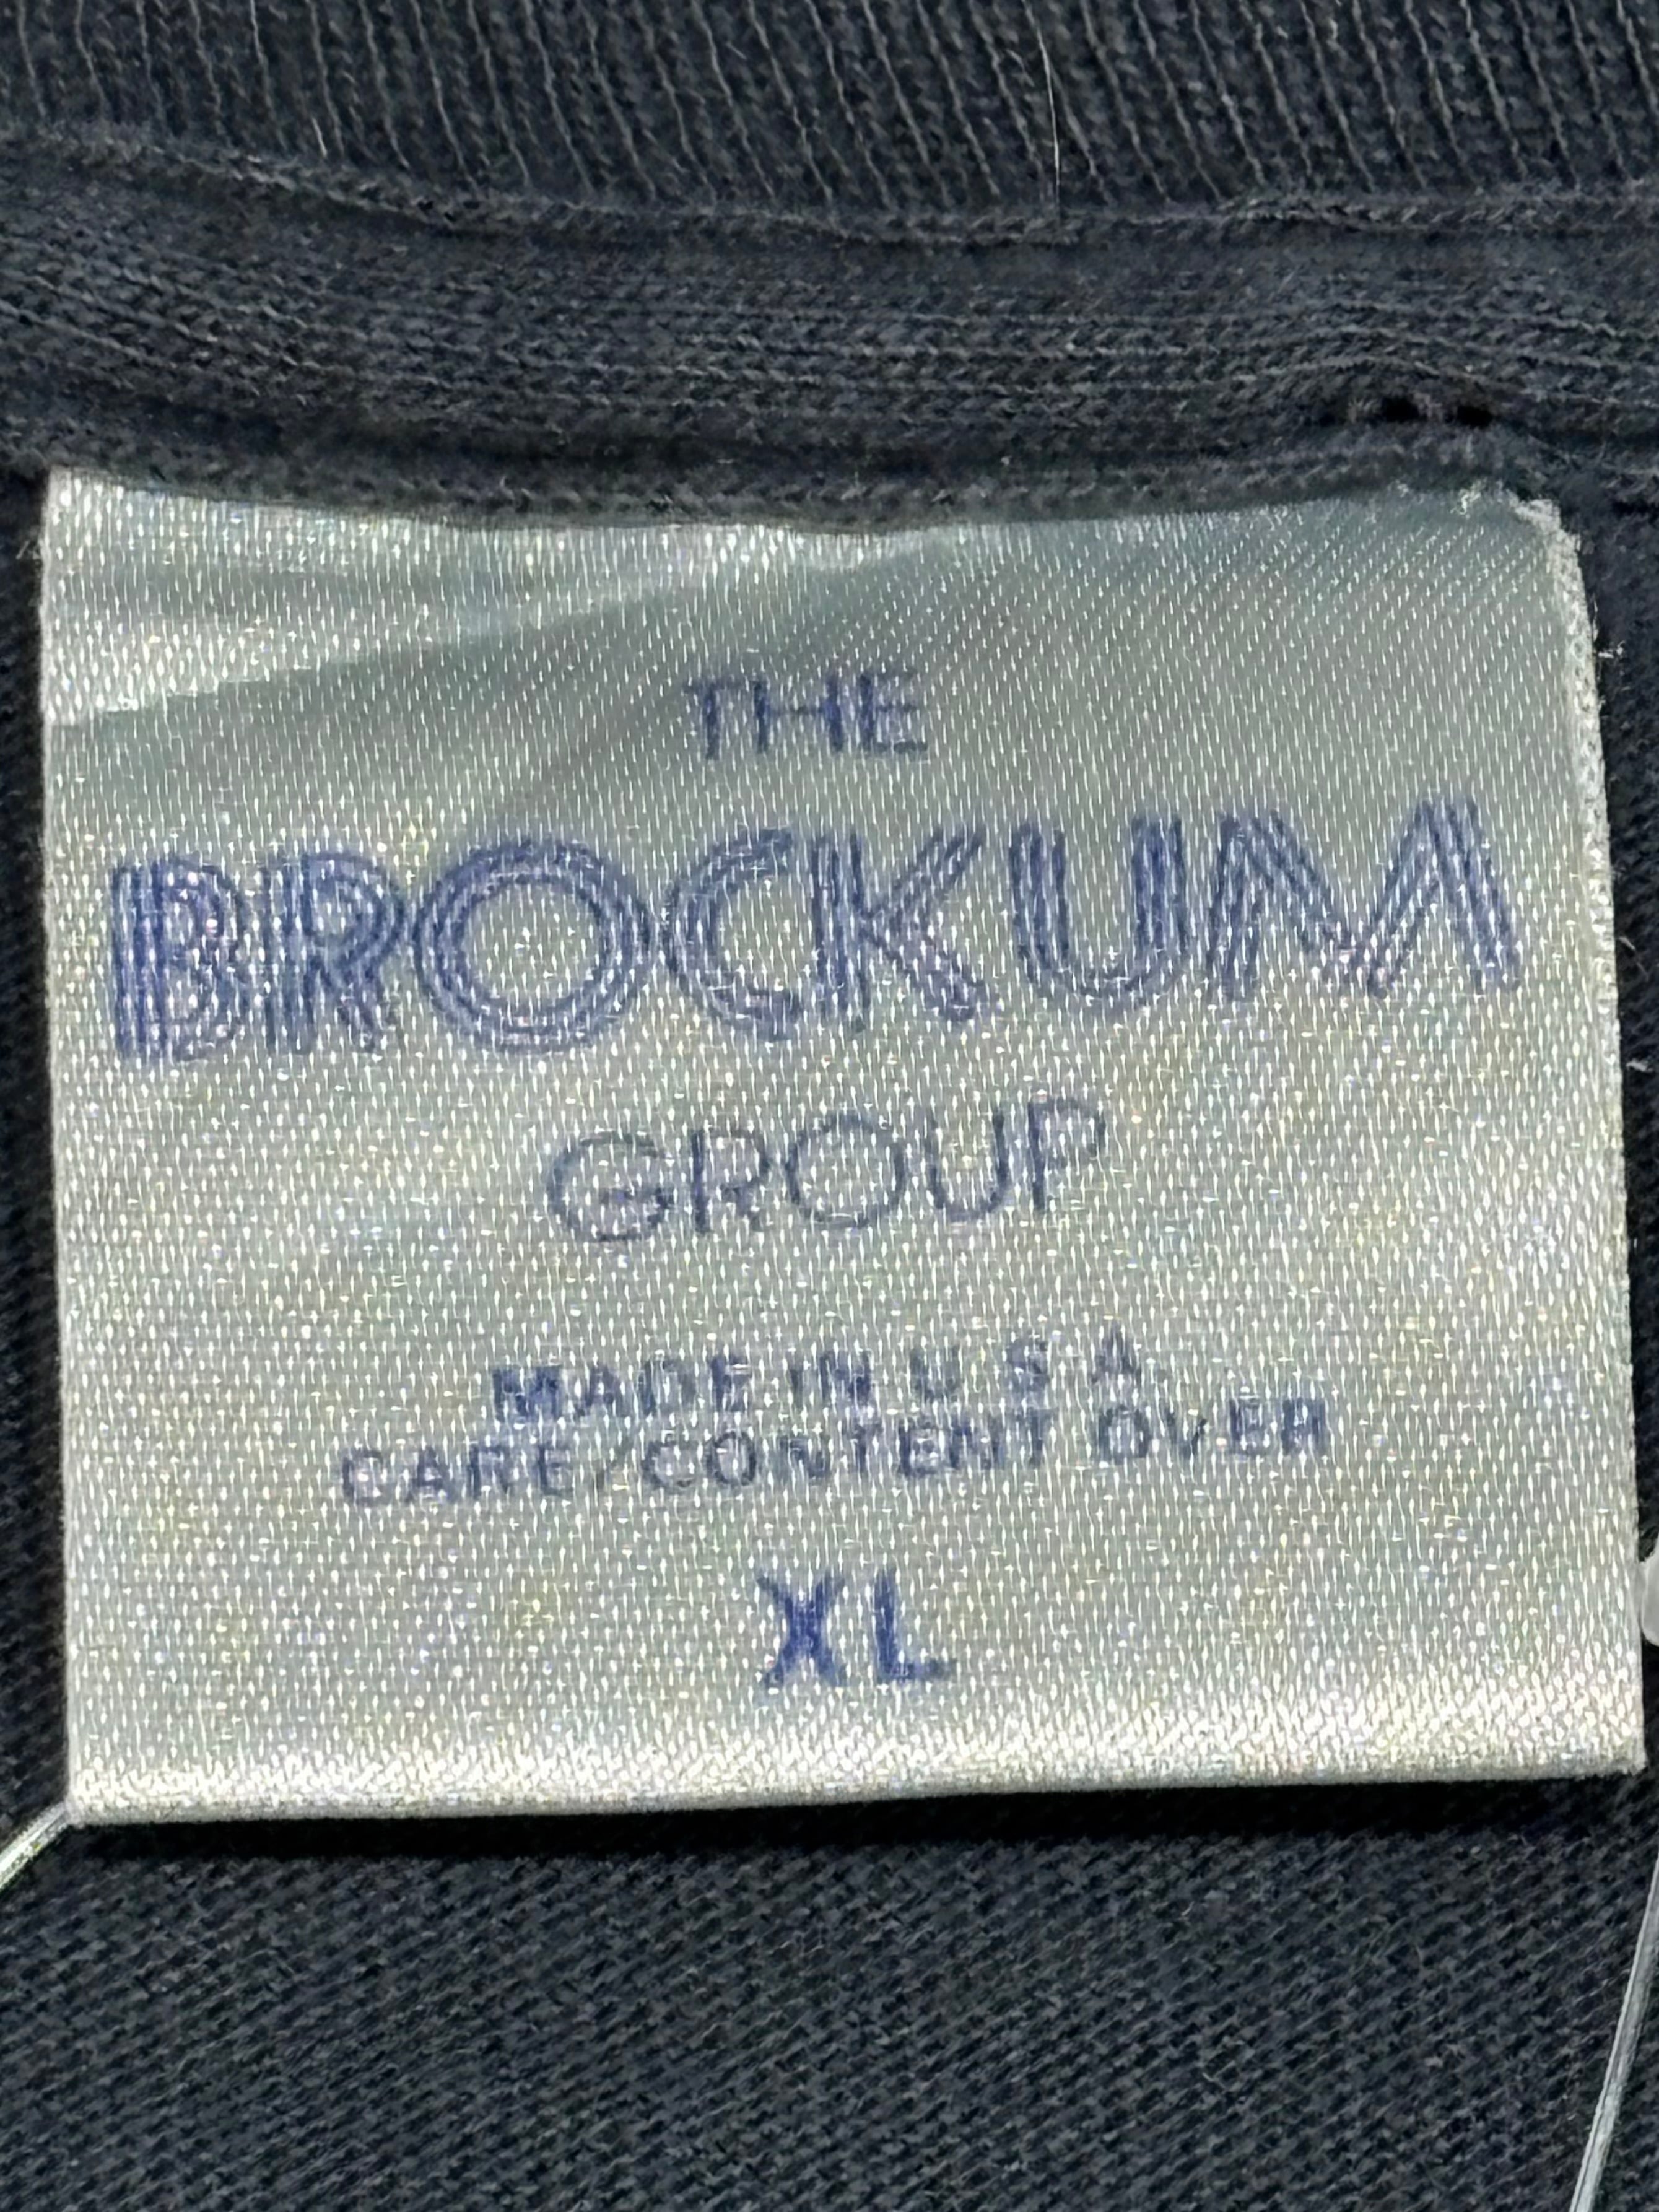 THE
BROCKUM
GROUP
MADE IN U S A
CARE/CONTENT OVER
XL